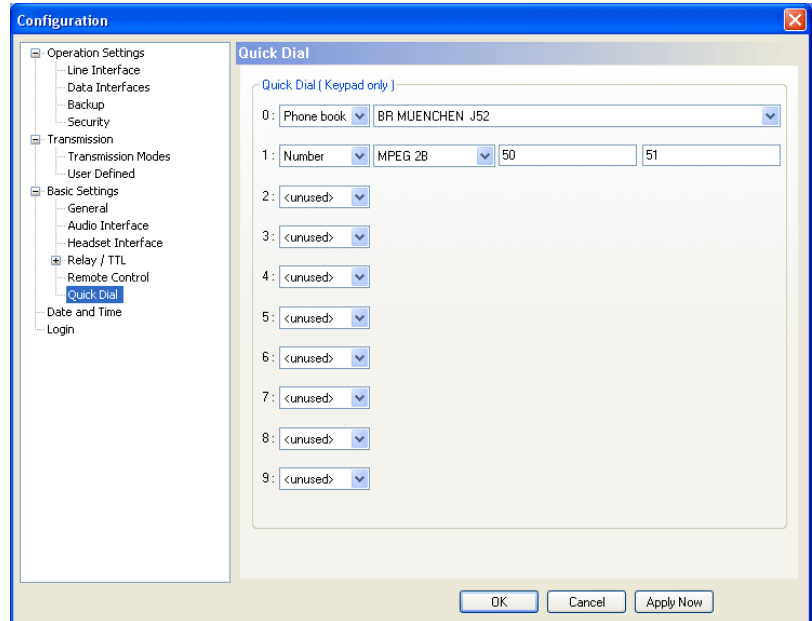 Configuration
Operation Settings
Line Interface
Data Interfaces
Backup
Security
Transmission
Transmission Modes
User Defined
Basic Settings
General
Audio Interface
Headset Interface
Relay / TTL
Remote Control
Quick Dial
Date and Time
Login
Quick Dial
Quick Dial ( Keypad only )
0 : Phone book BR MUENCHEN J52
1 : Number MPEG 2B 50 51
2 : <unused>
3 : <unused>
4 : <unused>
5 : <unused>
6 : <unused>
7 : <unused>
8 : <unused>
9 : <unused>
OK Cancel Apply Now